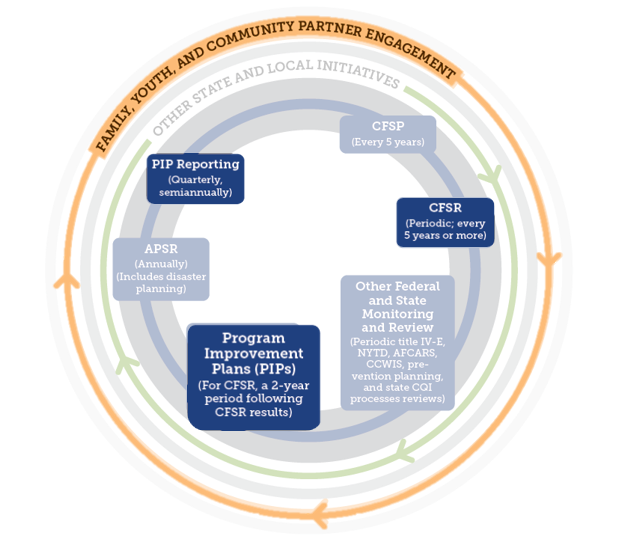 FAMILY, YOUTH, AND COMMUNITY PARTNER ENGAGEMENT
OTHER STATE AND LOCAL INITIATIVES
CFSP
(Every 5 years)
PIP Reporting
(Quarterly,
semiannually)
CFSR
(Periodic; every
5 years or more)
APSR
(Annually)
(Includes disaster
planning)
Other Federal
and State
Monitoring
and Review
(Periodic title IV-E,
NYTD, AFCARS,
CCWIS, pre-
vention planning,
and state CQI
processes reviews)
Program
Improvement
Plans (PIPs)
(For CFSR, a 2-year
period following
CFSR results)